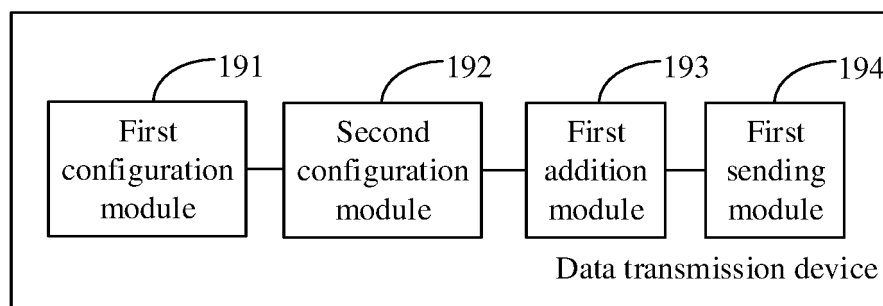 191
192
193
194
First
configuration
module
Second
configuration
module
First
addition
module
First
sending
module
Data transmission device